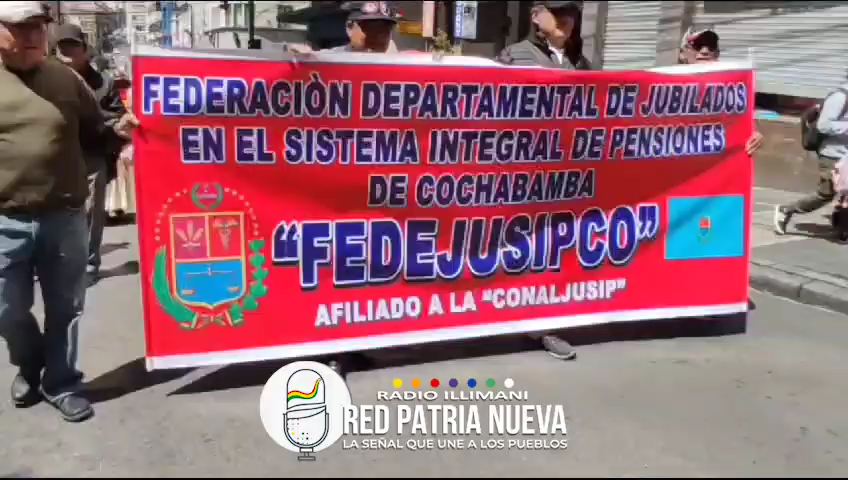 FEDERACIÒN DEPARTAMENTAL DE JUBILADOS
EN EL SISTEMA INTEGRAL DE PENSIONES
DE COCHABAMBA
"FEDEJUSIPCO"
AFILIADO A LA "CONALJUSIP"
RADIO ILLIMANI
RED PATRIA NUEVA
LA SEÑAL QUE UNE A LOS PUEBLOS